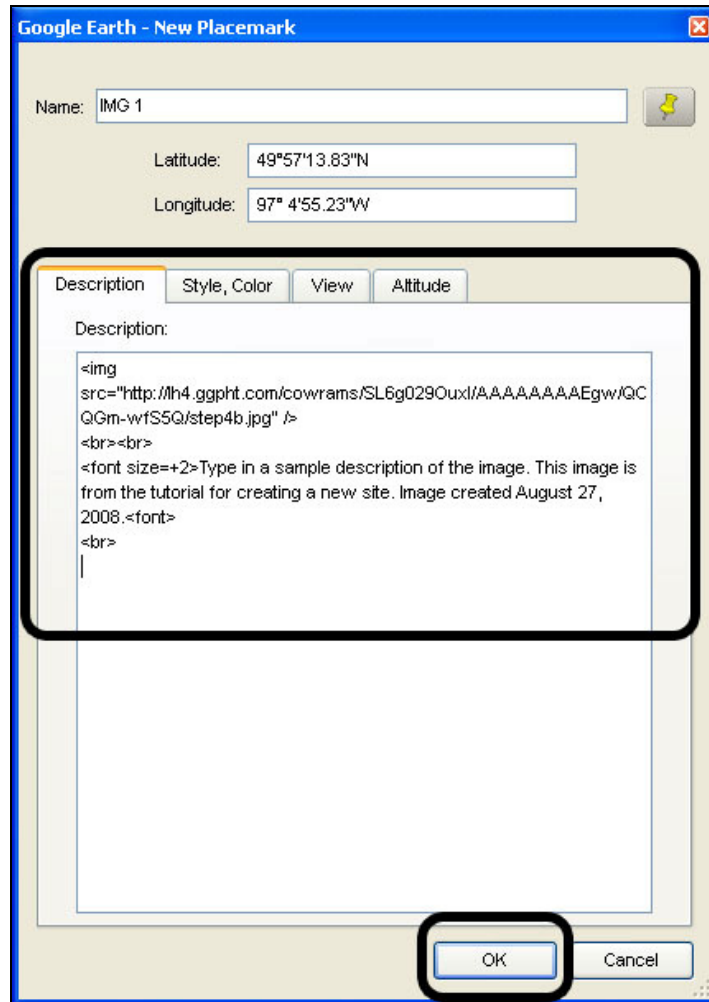 Google Earth - New Placemark
Name: IMG 1
Latitude: 49°57'13.83"N
Longitude: 97° 4'55.23"W
Description Style, Color View Altitude
Description:
<img
src="http://lh4.ggpht.com/cowrams/SL6g029OuxI/AAAAAAAAEgw/QC
QGm-wfS5Q/step4b.jpg" />
<br><br>
<font size=+2>Type in a sample description of the image. This image is
from the tutorial for creating a new site. Image created August 27,
2008.<font>
<br>
OK Cancel